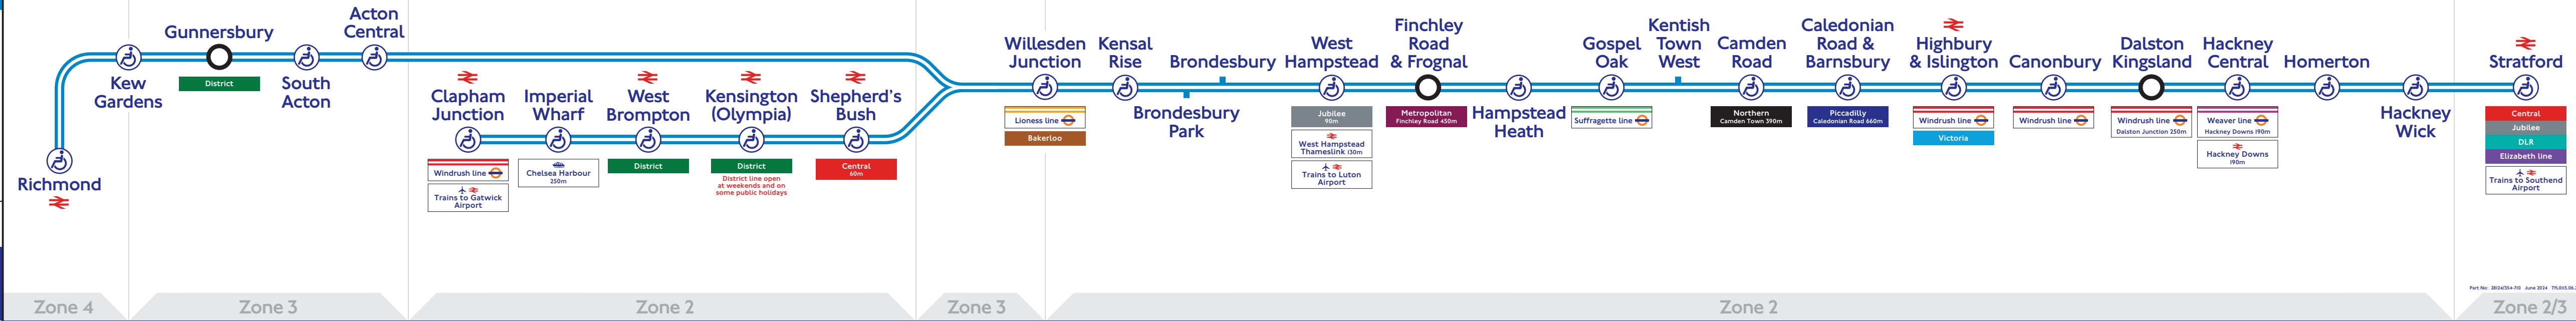 Gunnersbury
District
Acton
Central
Kew
Gardens
South
Acton
Richmond
Clapham
Junction
Windrush line
Trains to Gatwick
Airport
Imperial
Wharf
Chelsea Harbour
250m
West
Brompton
District
Kensington
(Olympia)
District
District line open
at weekends and on
some public holidays
Shepherd's
Bush
Central
60m
Willesden
Junction
Lioness line
Bakerloo
Kensal
Rise
Brondesbury
Park
Brondesbury
West
Hampstead
Jubilee
90m
West Hampstead
Thameslink 130m
Trains to Luton
Airport
Finchley
Road
& Frognal
Metropolitan
Finchley Road 450m
Hampstead
Heath
Gospel
Oak
Suffragette line
Kentish
Town
West
Camden
Road
Northern
Camden Town 390m
Caledonian
Road &
Barnsbury
Piccadilly
Caledonian Road 660m
Highbury
& Islington
Windrush line
Victoria
Canonbury
Windrush line
Dalston
Kingsland
Windrush line
Dalston Junction 250m
Hackney
Central
Weaver line
Hackney Downs 190m
Hackney Downs
190m
Homerton
Hackney
Wick
Stratford
Central
Jubilee
DLR
Elizabeth line
Trains to Southend
Airport
Zone 4
Zone 3
Zone 2
Zone 3
Zone 2
Zone 2/3